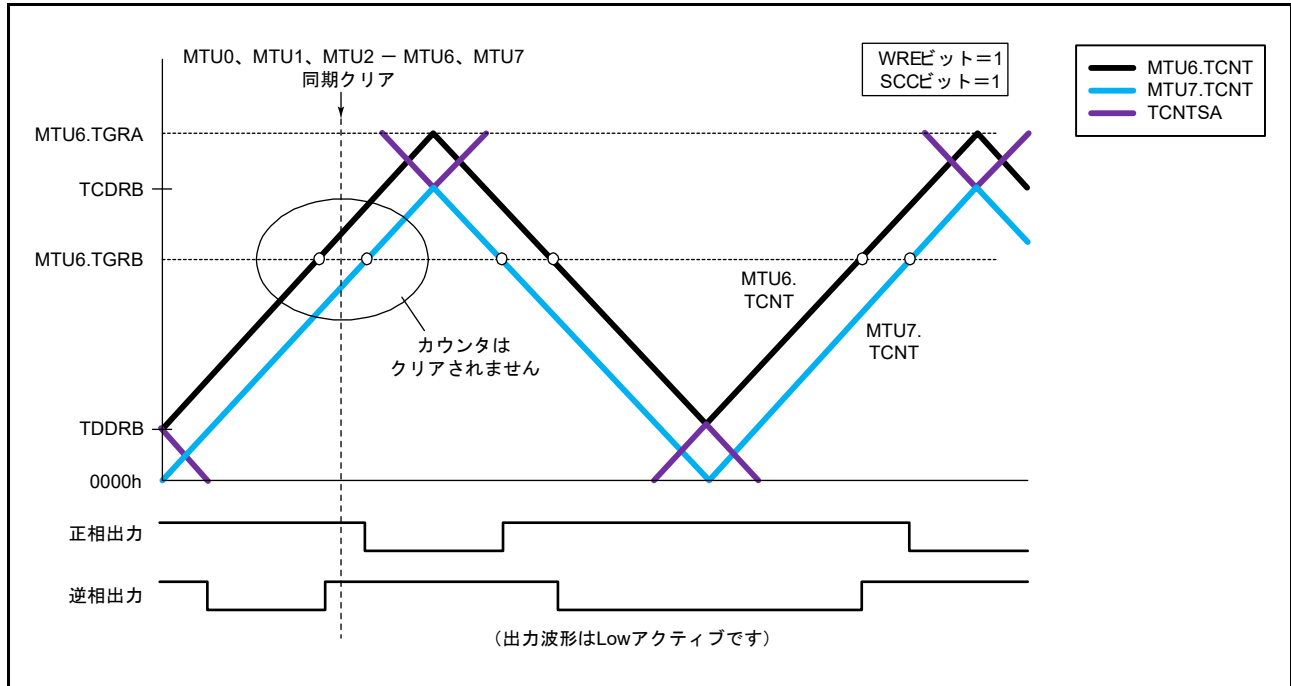 MTU0、MTU1、MTU2 － MTU6、MTU7
同期クリア
WREビット＝1
SCCビット＝1
MTU6.TCNT
MTU7.TCNT
TCNTSA
MTU6.TGRA
TCDRB
MTU6.TGRB
TDDRB
0000h
カウンタは
クリアされません
MTU6.
TCNT
MTU7.
TCNT
正相出力
逆相出力
（出力波形はLowアクティブです）